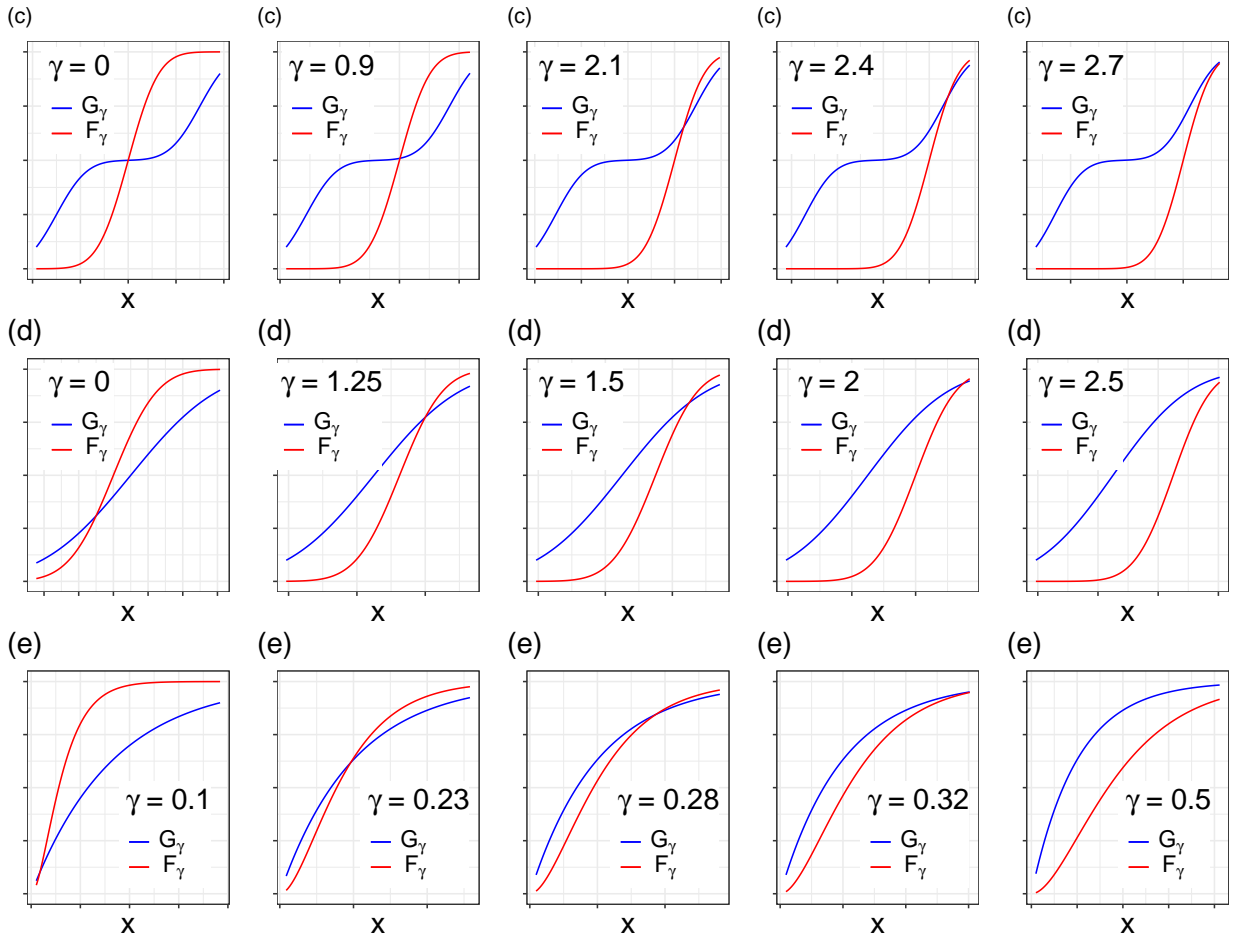 (c) (c) (c) (c) (c)
γ = 0 γ = 0.9 γ = 2.1 γ = 2.4 γ = 2.7
Gγ Gγ Gγ Gγ Gγ
Fγ Fγ Fγ Fγ Fγ
x x x x x
(d) (d) (d) (d) (d)
γ = 0 γ = 1.25 γ = 1.5 γ = 2 γ = 2.5
Gγ Gγ Gγ Gγ Gγ
Fγ Fγ Fγ Fγ Fγ
x x x x x
(e) (e) (e) (e) (e)
γ = 0.1 γ = 0.23 γ = 0.28 γ = 0.32 γ = 0.5
Gγ Gγ Gγ Gγ Gγ
Fγ Fγ Fγ Fγ Fγ
x x x x x